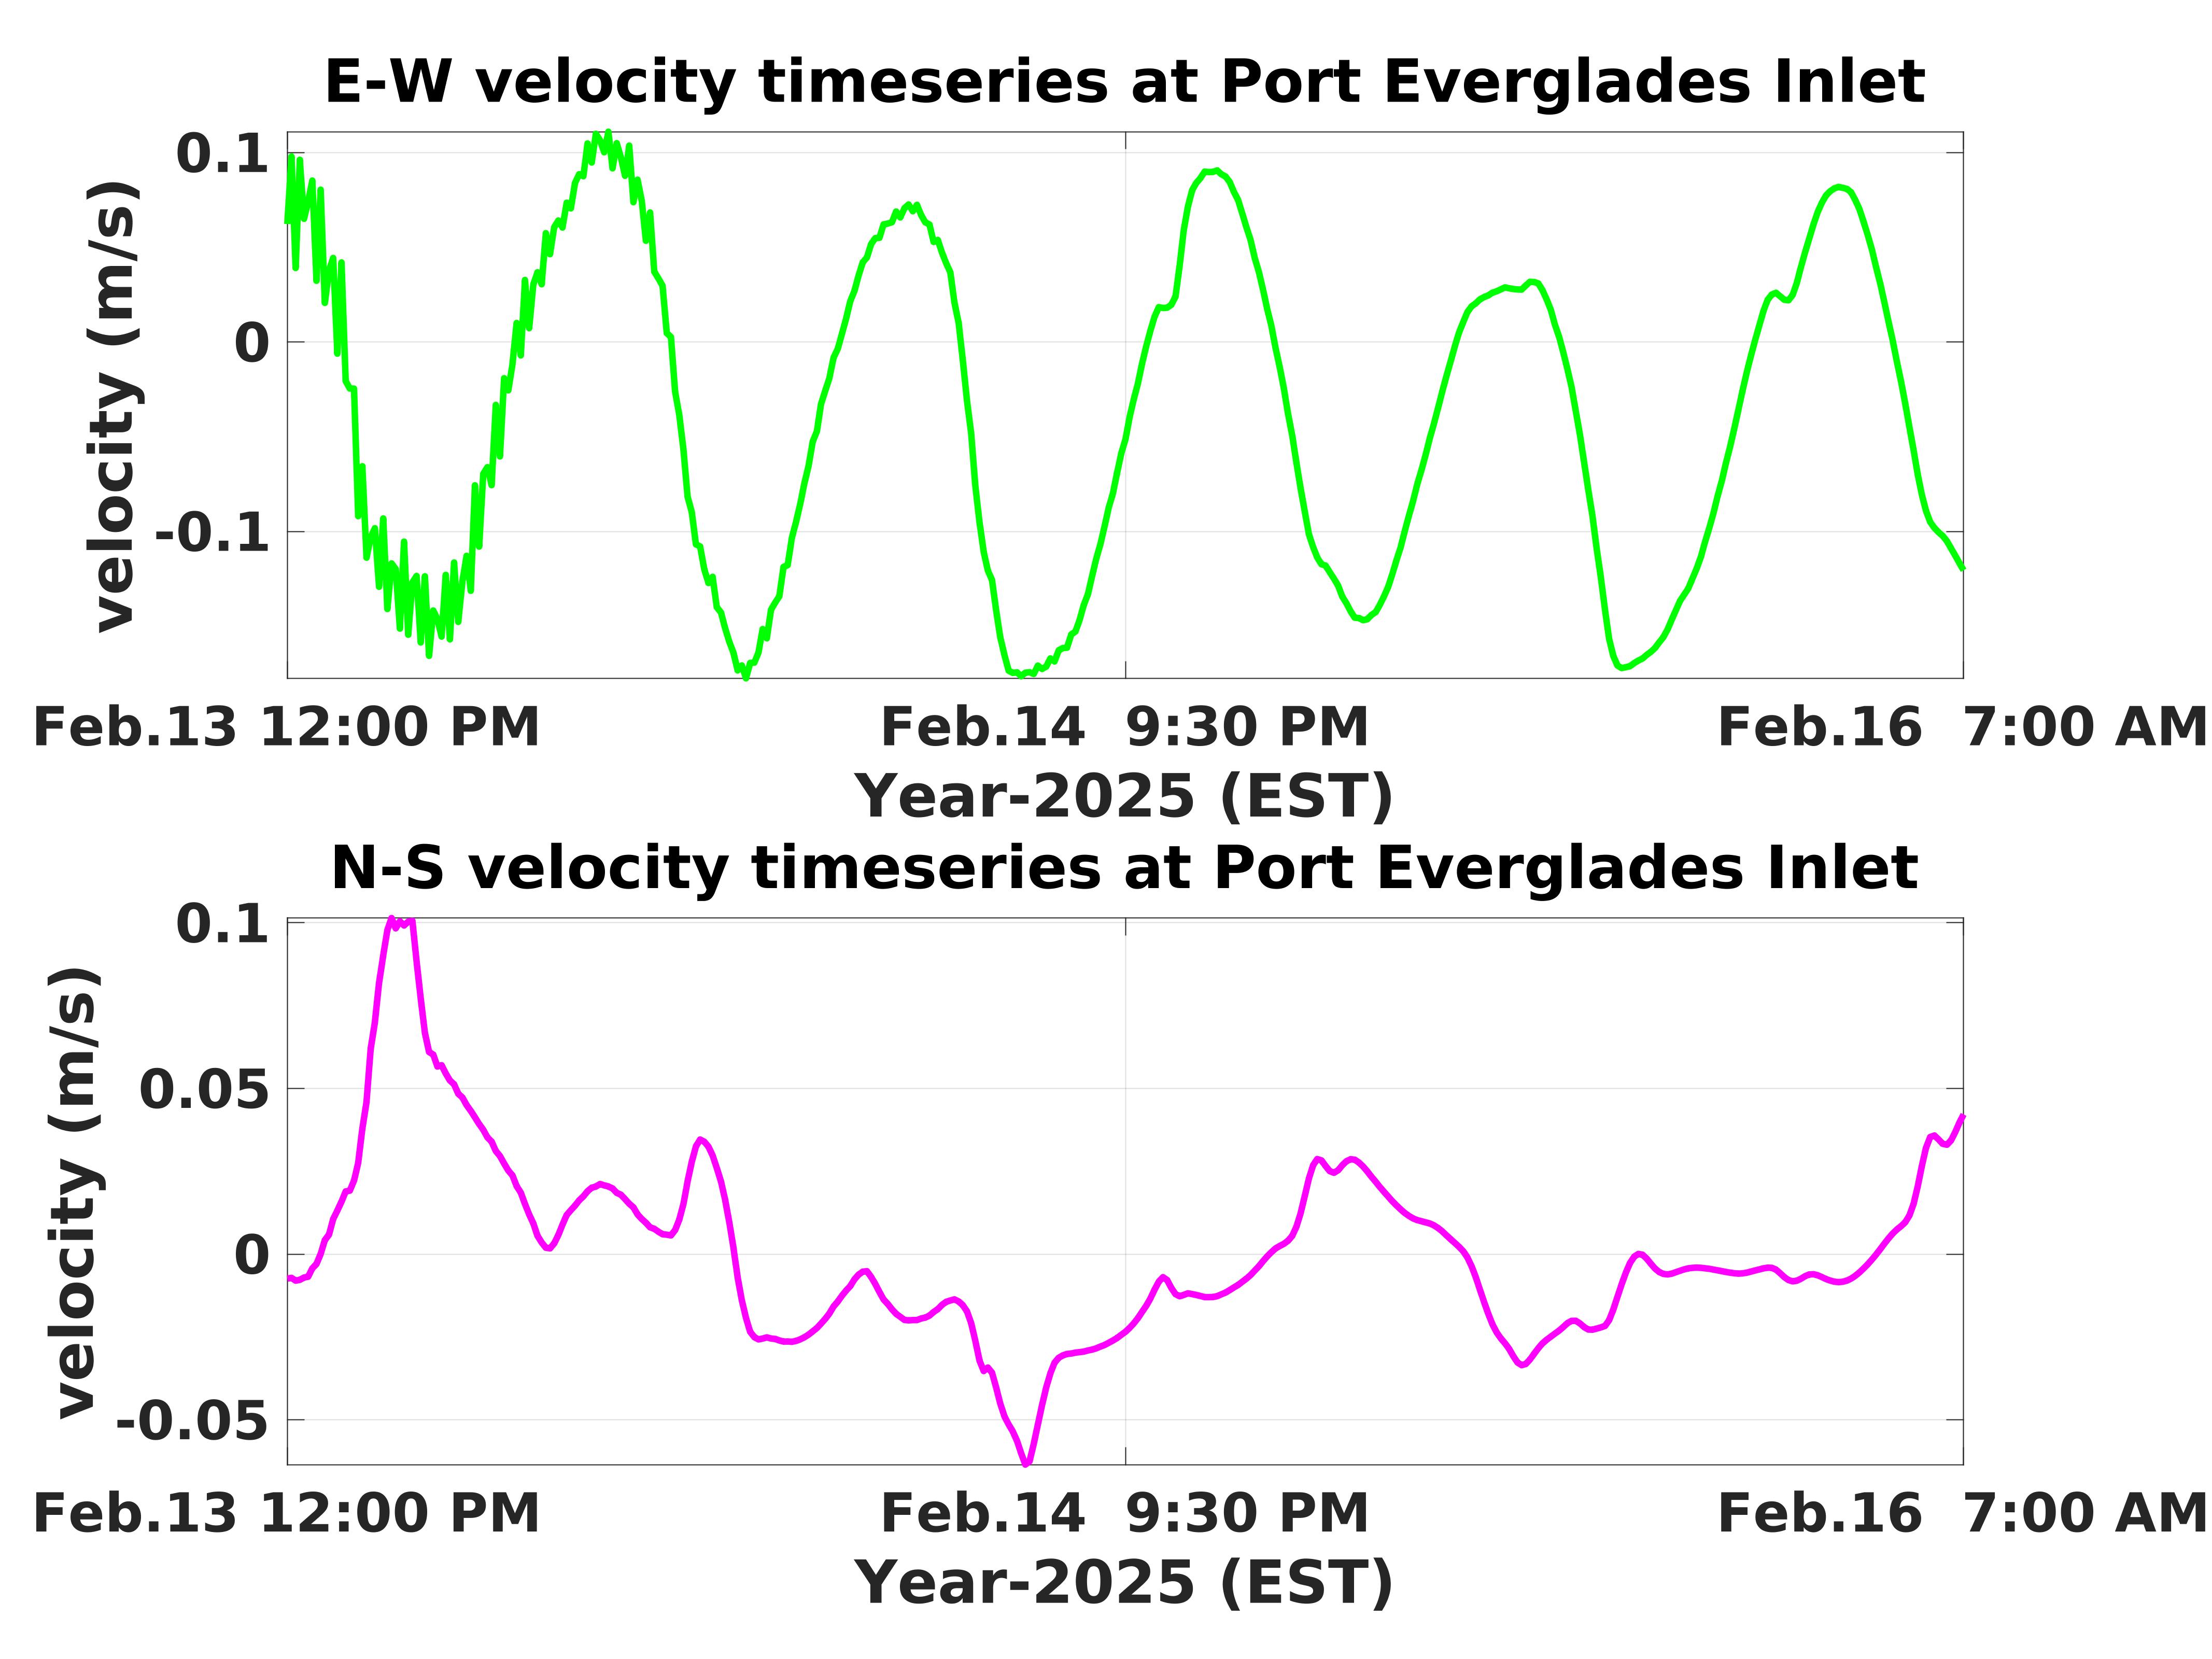 E-W velocity timeseries at Port Everglades Inlet
velocity (m/s)
0.1
0
-0.1
Feb.13 12:00 PM
Feb.14  9:30 PM
Feb.16  7:00 AM
Year-2025 (EST)
N-S velocity timeseries at Port Everglades Inlet
velocity (m/s)
0.1
0.05
0
-0.05
Feb.13 12:00 PM
Feb.14  9:30 PM
Feb.16  7:00 AM
Year-2025 (EST)